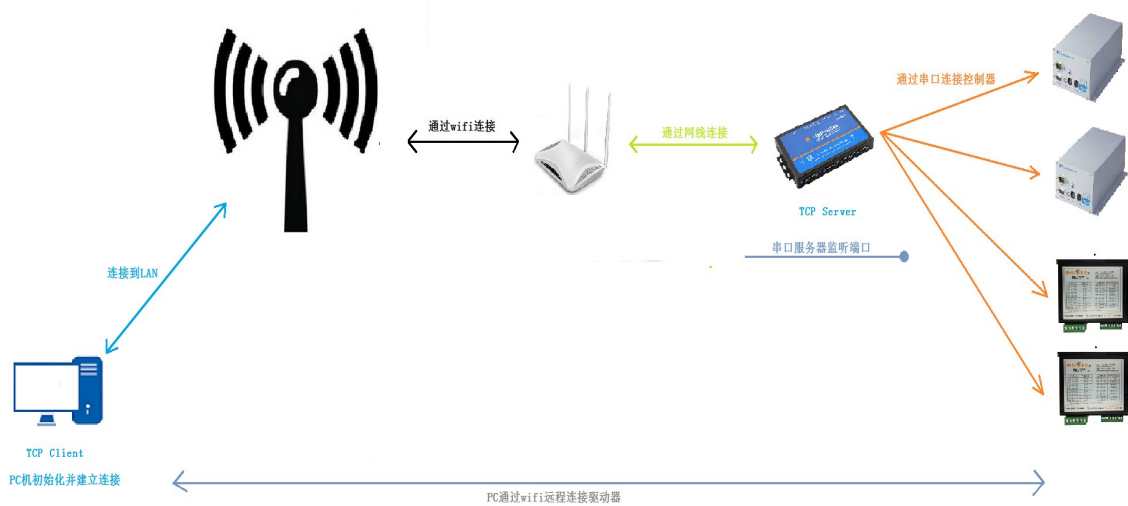 通过串口连接控制器
通过wifi连接
通过网线连接
TCP Server
串口服务器监听端口
连接到LAN
TCP Client
PC机初始化并建立连接
PC通过wifi远程连接驱动器